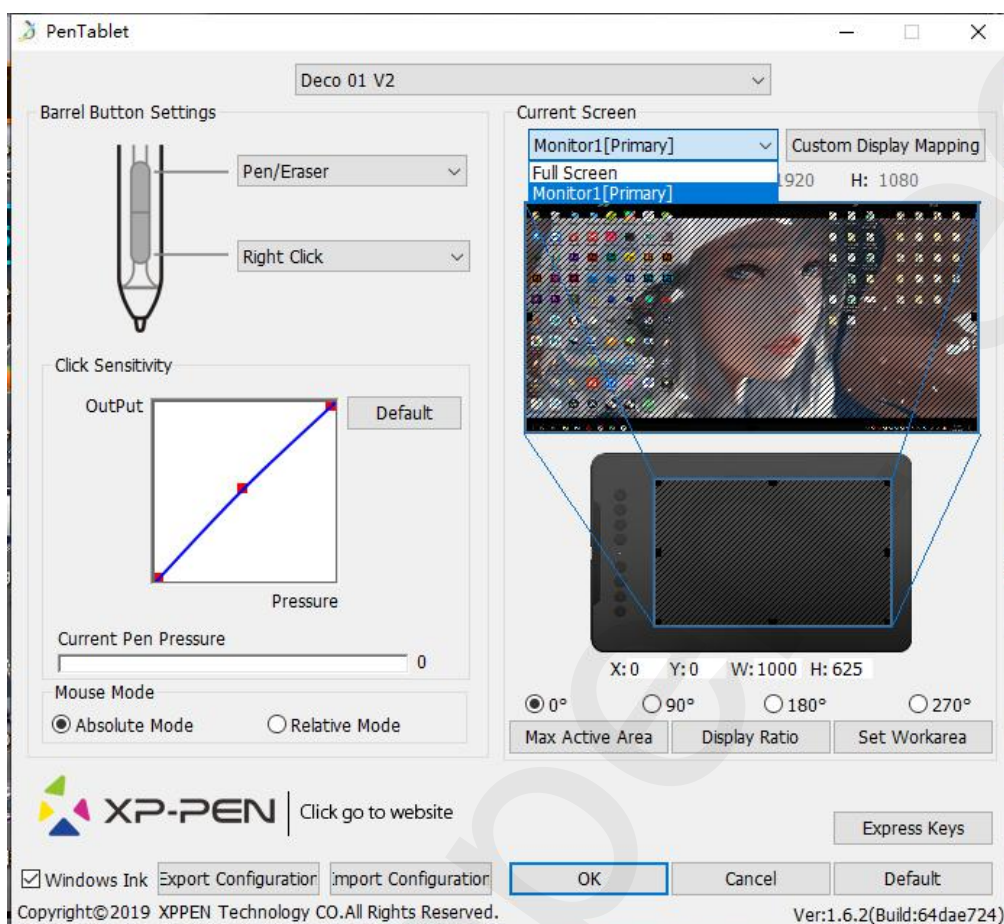 PenTablet
Deco 01 V2
Barrel Button Settings
Pen/Eraser
Right Click
Click Sensitivity
OutPut
Default
Pressure
Current Pen Pressure
0
Mouse Mode
Absolute Mode
Relative Mode
Current Screen
Monitor1[Primary]
Custom Display Mapping
Full Screen
Monitor1[Primary]
1920 H: 1080
X: 0 Y: 0 W: 1000 H: 625
0° 90° 180° 270°
Max Active Area
Display Ratio
Set Workarea
XP-PEN
Click go to website
Express Keys
Windows Ink
Export Configuration
Import Configuration
OK
Cancel
Default
Copyright©2019 XPPEN Technology CO.All Rights Reserved.
Ver:1.6.2(Build:64dae724)